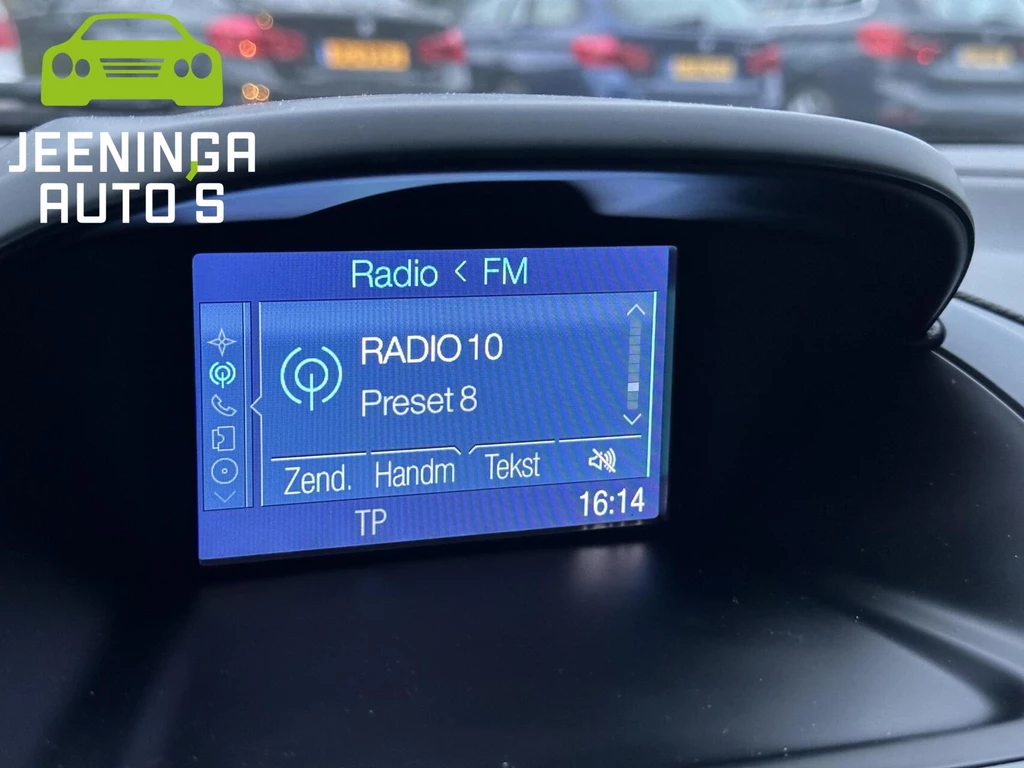 JEENINGA
AUTO'S
Radio < FM
RADIO 10
Preset 8
Zend. Handm Tekst
TP 16:14